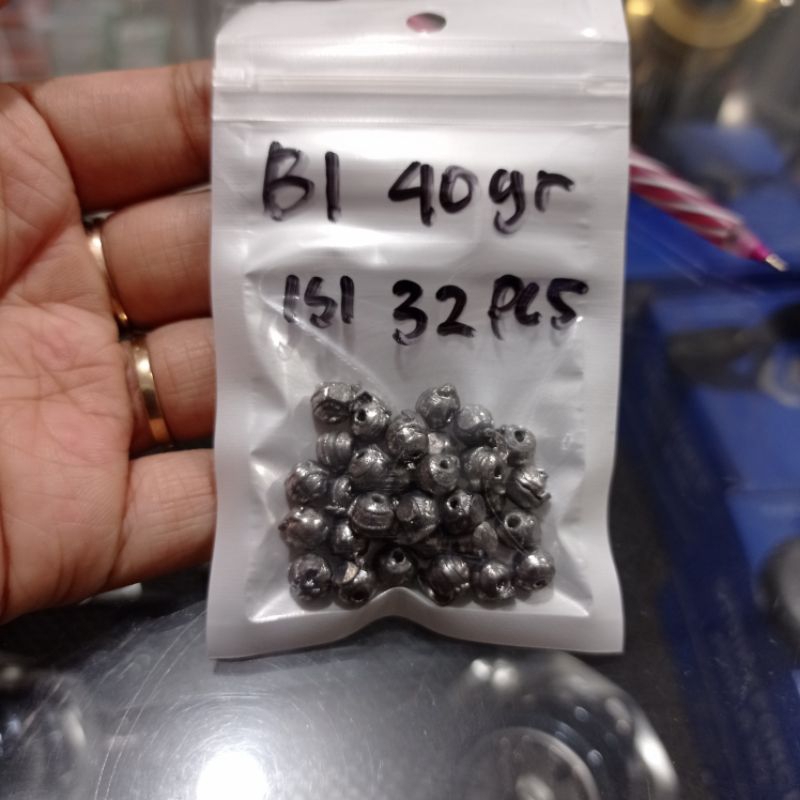 B1 40gr
ISI 32 PCS